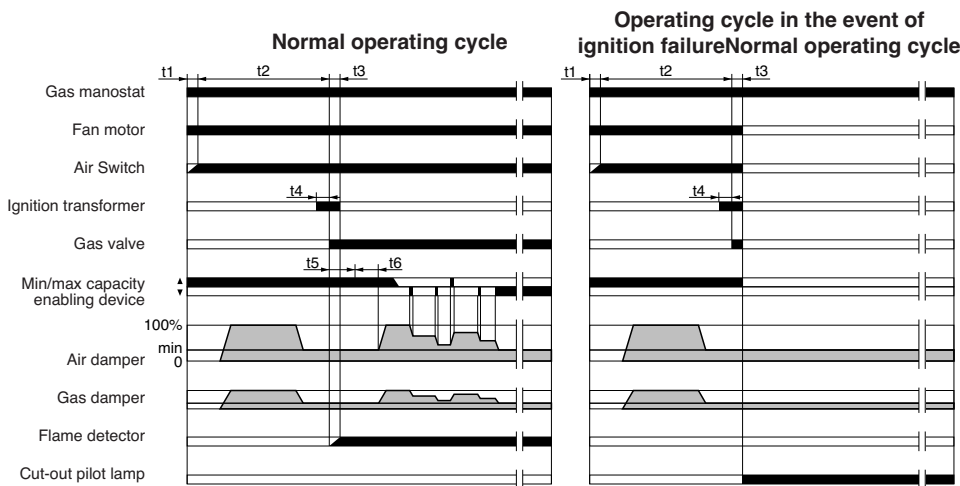 Normal operating cycle
Operating cycle in the event of
ignition failureNormal operating cycle
t1 t2 t3
t1 t2 t3
Gas manostat
Fan motor
Air Switch
t4
t4
Ignition transformer
Gas valve
t5 t6
Min/max capacity
enabling device
100%
min
0
Air damper
Gas damper
Flame detector
Cut-out pilot lamp